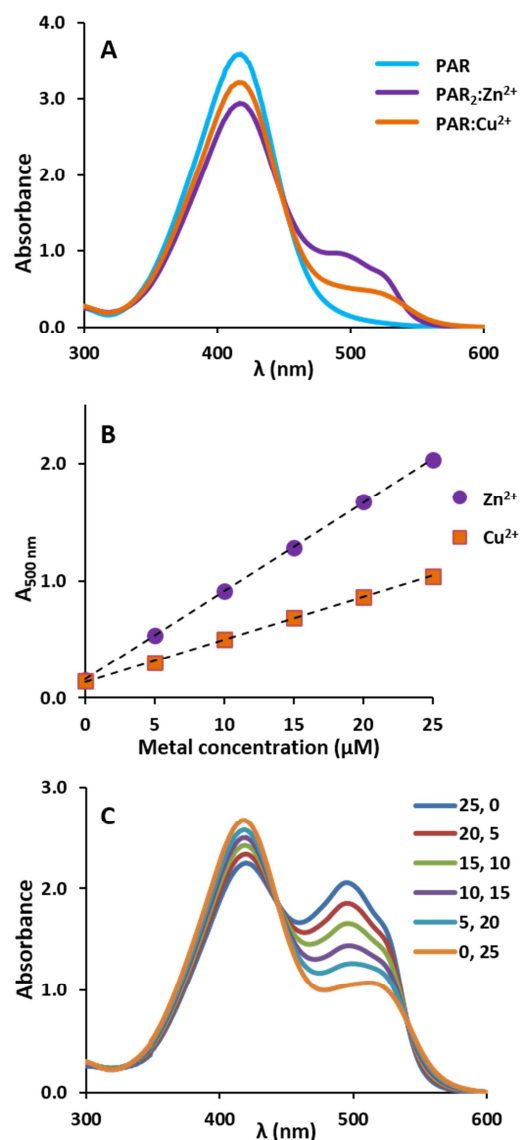 A
PAR
PAR₂:Zn²⁺
PAR:Cu²⁺
4.0
3.0
2.0
1.0
0.0
Absorbance
300 400 500 600
λ (nm)
B
Zn²⁺
Cu²⁺
2.0
1.0
0.0
A₅₀₀ ₙₘ
0 5 10 15 20 25
Metal concentration (µM)
C
25, 0
20, 5
15, 10
10, 15
5, 20
0, 25
3.0
2.0
1.0
0.0
Absorbance
300 400 500 600
λ (nm)